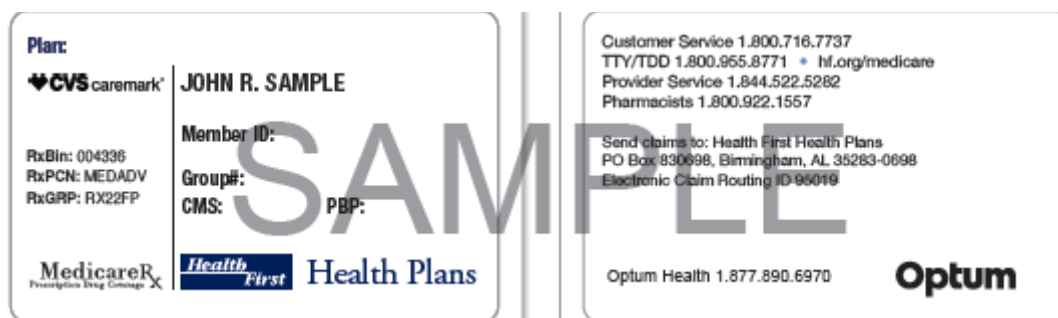 Plan:
CVS caremark®
JOHN R. SAMPLE
Member ID:
RxBin: 004336
RxPCN: MEDADV
RxGRP: RX22FP
Group#:
CMS: PBP:
MedicareRx
Prescription Drug Coverage
Health First Health Plans
SAMPLE
Customer Service 1.800.716.7737
TTY/TDD 1.800.955.8771 • hf.org/medicare
Provider Service 1.844.522.5282
Pharmacists 1.800.922.1557
Send claims to: Health First Health Plans
PO Box 830698, Birmingham, AL 35283-0698
Electronic Claim Routing ID 95019
Optum Health 1.877.890.6970
Optum